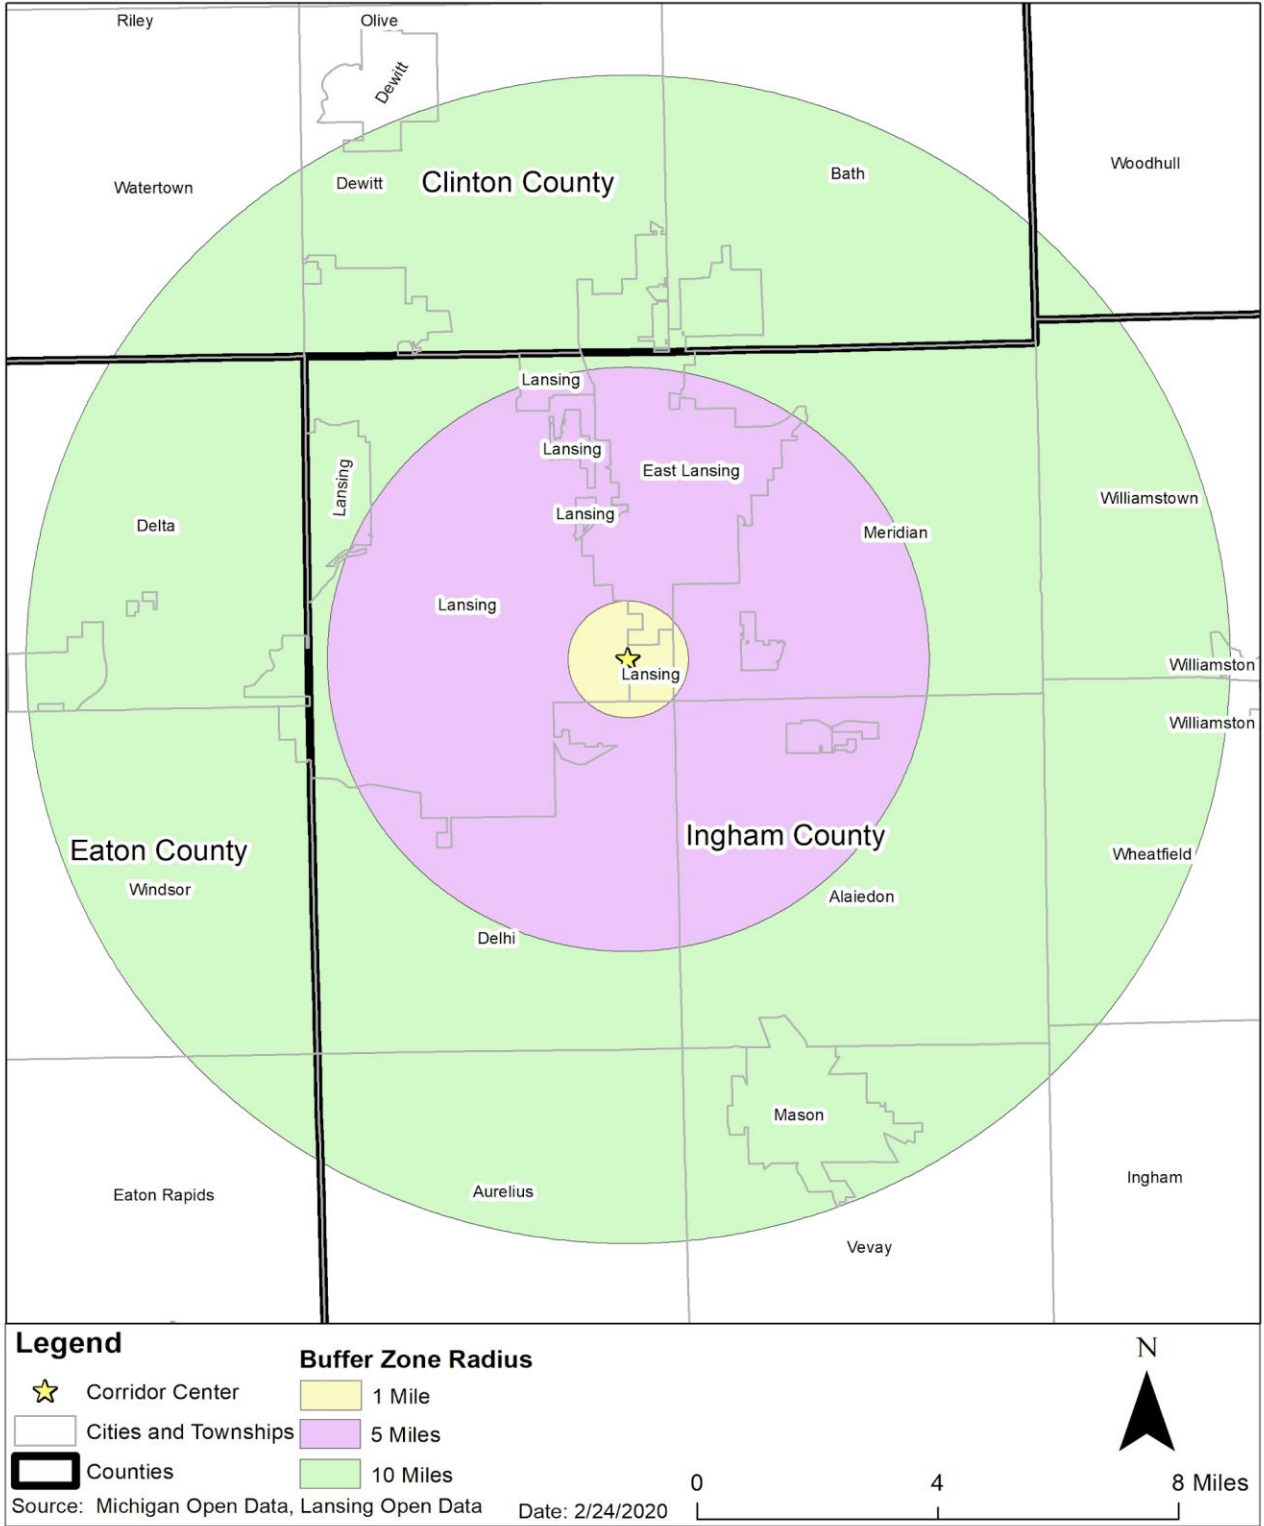 Riley
Olive
Dewitt
Woodhull
Bath
Watertown
Dewitt
Clinton County
Lansing
Lansing
East Lansing
Lansing
Williamstown
Lansing
Delta
Meridian
Lansing
Lansing
Williamston
Williamston
Ingham County
Eaton County
Wheatfield
Windsor
Alaiedon
Delhi
Mason
Eaton Rapids
Aurelius
Ingham
Vevay
Legend
Corridor Center
Cities and Townships
Counties
Buffer Zone Radius
1 Mile
5 Miles
10 Miles
N
0 4 8 Miles
Source: Michigan Open Data, Lansing Open Data
Date: 2/24/2020